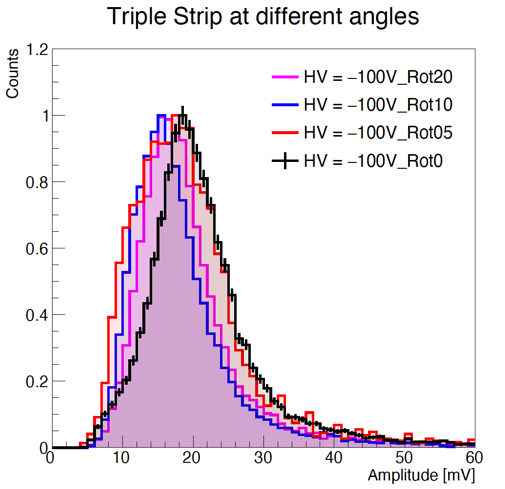 Triple Strip at different angles
Counts
1.2
1
0.8
0.6
0.4
0.2
0
HV = −100V_Rot20
HV = −100V_Rot10
HV = −100V_Rot05
HV = −100V_Rot0
0 10 20 30 40 50 60
Amplitude [mV]